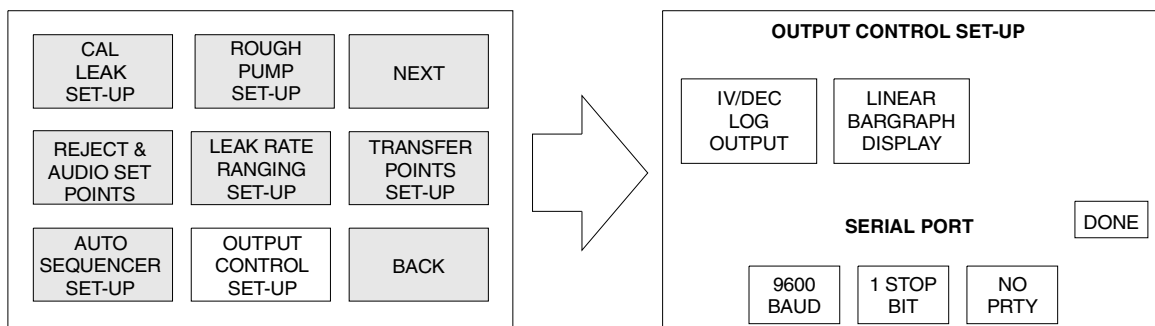 CAL
LEAK
SET-UP
ROUGH
PUMP
SET-UP
NEXT
REJECT &
AUDIO SET
POINTS
LEAK RATE
RANGING
SET-UP
TRANSFER
POINTS
SET-UP
AUTO
SEQUENCER
SET-UP
OUTPUT
CONTROL
SET-UP
BACK
OUTPUT CONTROL SET-UP
IV/DEC
LOG
OUTPUT
LINEAR
BARGRAPH
DISPLAY
SERIAL PORT
DONE
9600
BAUD
1 STOP
BIT
NO
PRTY